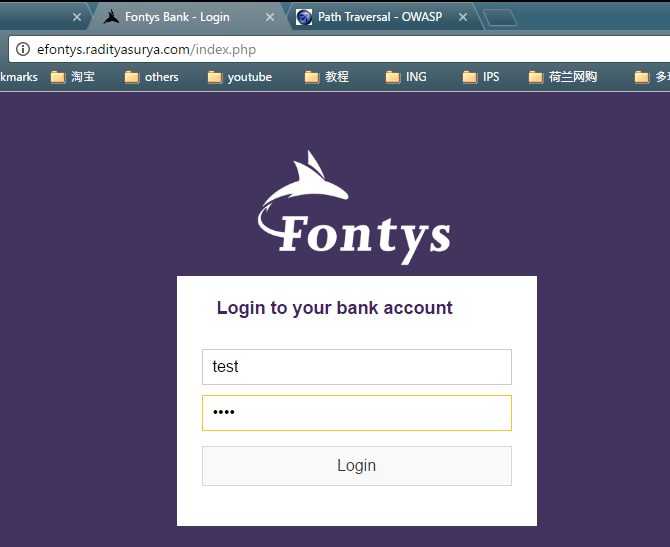 Fontys Bank - Login
Path Traversal - OWASP
efontys.radityasurya.com/index.php
kmarks 淘宝 others youtube 教程 ING IPS 荷兰网购
Fontys
Login to your bank account
test
••••
Login